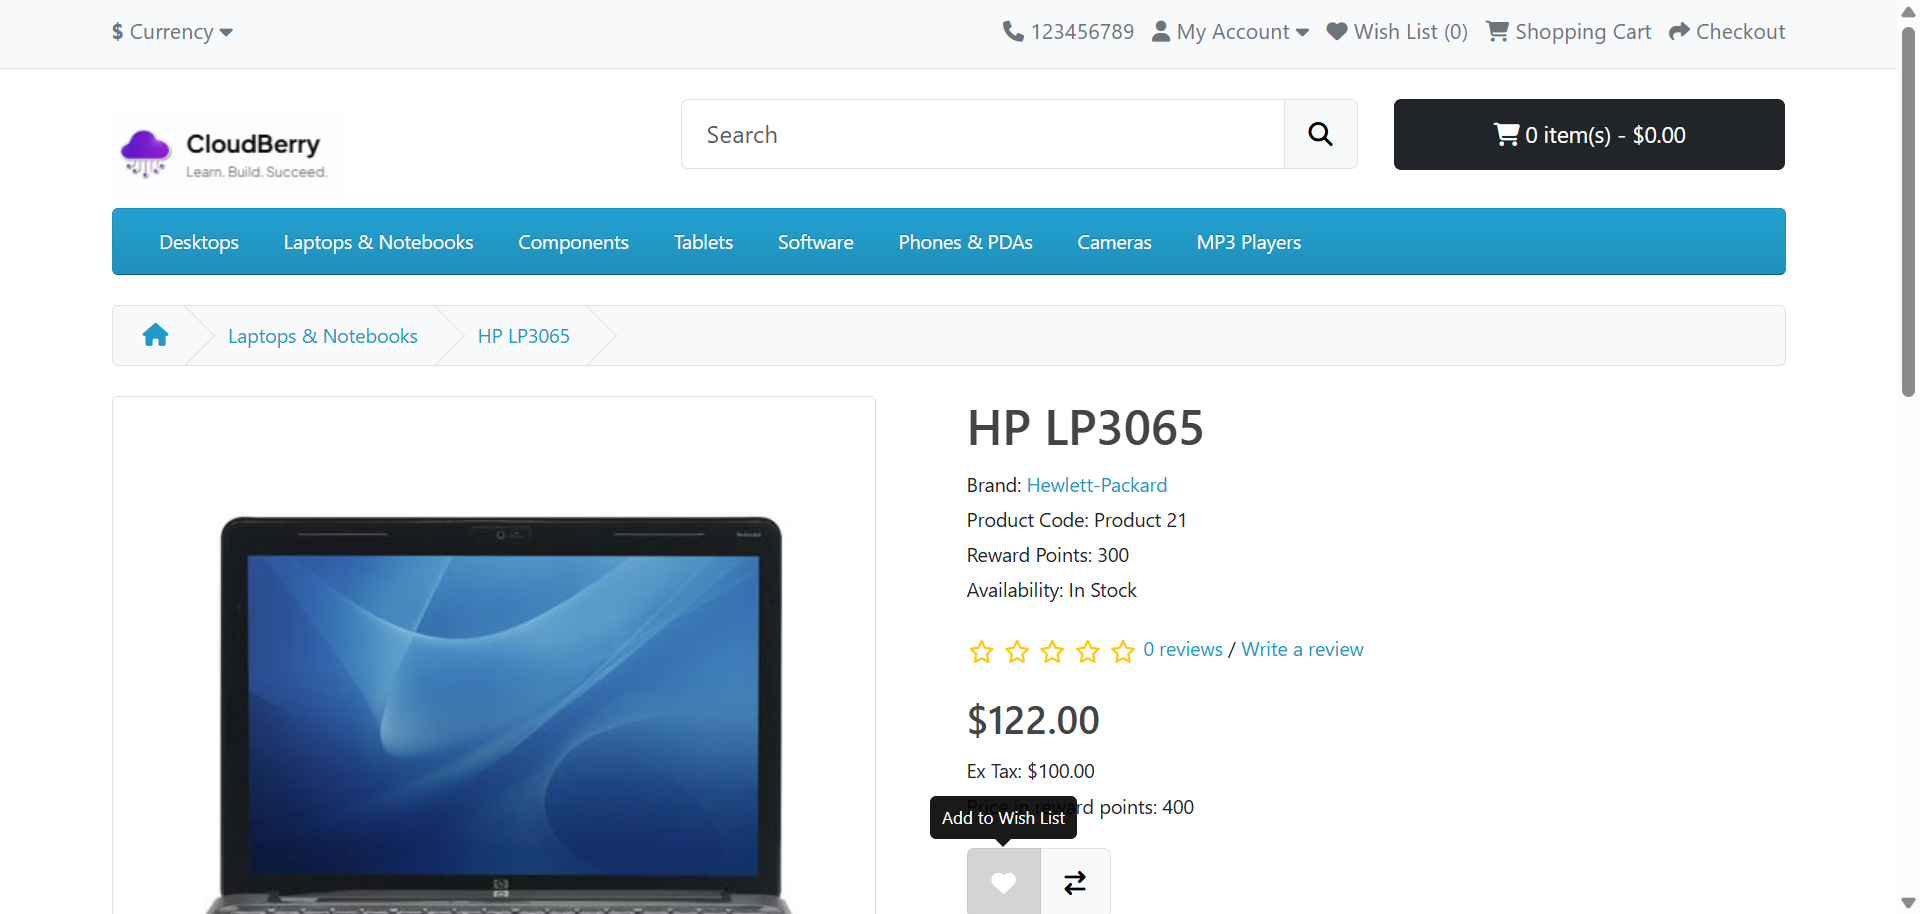 $ Currency
123456789 My Account Wish List (0) Shopping Cart Checkout
CloudBerry
Learn. Build. Succeed.
Search
0 item(s) - $0.00
Desktops Laptops & Notebooks Components Tablets Software Phones & PDAs Cameras MP3 Players
Laptops & Notebooks HP LP3065
HP LP3065
Brand: Hewlett-Packard
Product Code: Product 21
Reward Points: 300
Availability: In Stock
0 reviews / Write a review
$122.00
Ex Tax: $100.00
Price in reward points: 400
Add to Wish List